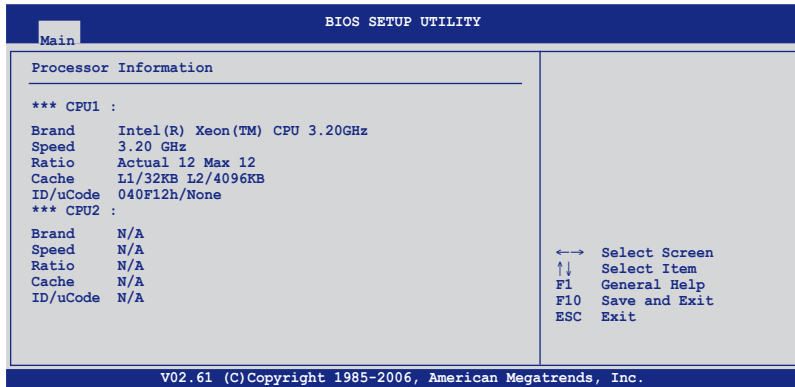 BIOS SETUP UTILITY
Main
Processor Information
*** CPU1 :
Brand Intel(R) Xeon(TM) CPU 3.20GHz
Speed 3.20 GHz
Ratio Actual 12 Max 12
Cache L1/32KB L2/4096KB
ID/uCode 040F12h/None
*** CPU2 :
Brand N/A
Speed N/A
Ratio N/A
Cache N/A
ID/uCode N/A
←→ Select Screen
↑↓ Select Item
F1 General Help
F10 Save and Exit
ESC Exit
V02.61 (C)Copyright 1985-2006, American Megatrends, Inc.